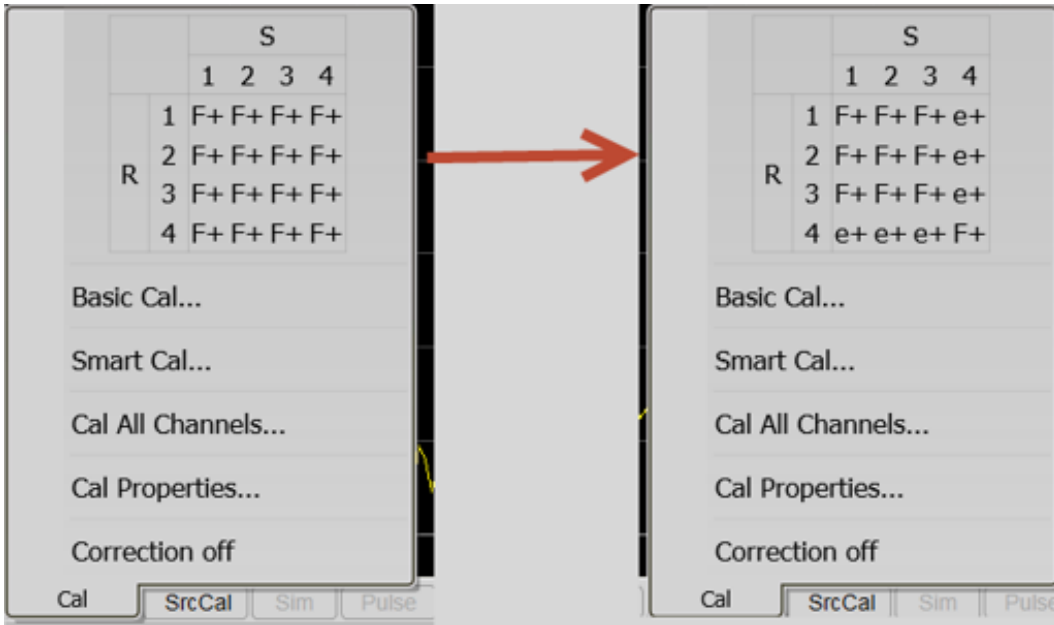 S
1 2 3 4
1 F+ F+ F+ F+
2 F+ F+ F+ F+
R
3 F+ F+ F+ F+
4 F+ F+ F+ F+
Basic Cal...
Smart Cal...
Cal All Channels...
Cal Properties...
Correction off
Cal SrcCal Sim Pulse
S
1 2 3 4
1 F+ F+ F+ e+
2 F+ F+ F+ e+
R
3 F+ F+ F+ e+
4 e+ e+ e+ F+
Basic Cal...
Smart Cal...
Cal All Channels...
Cal Properties...
Correction off
Cal SrcCal Sim Pulse